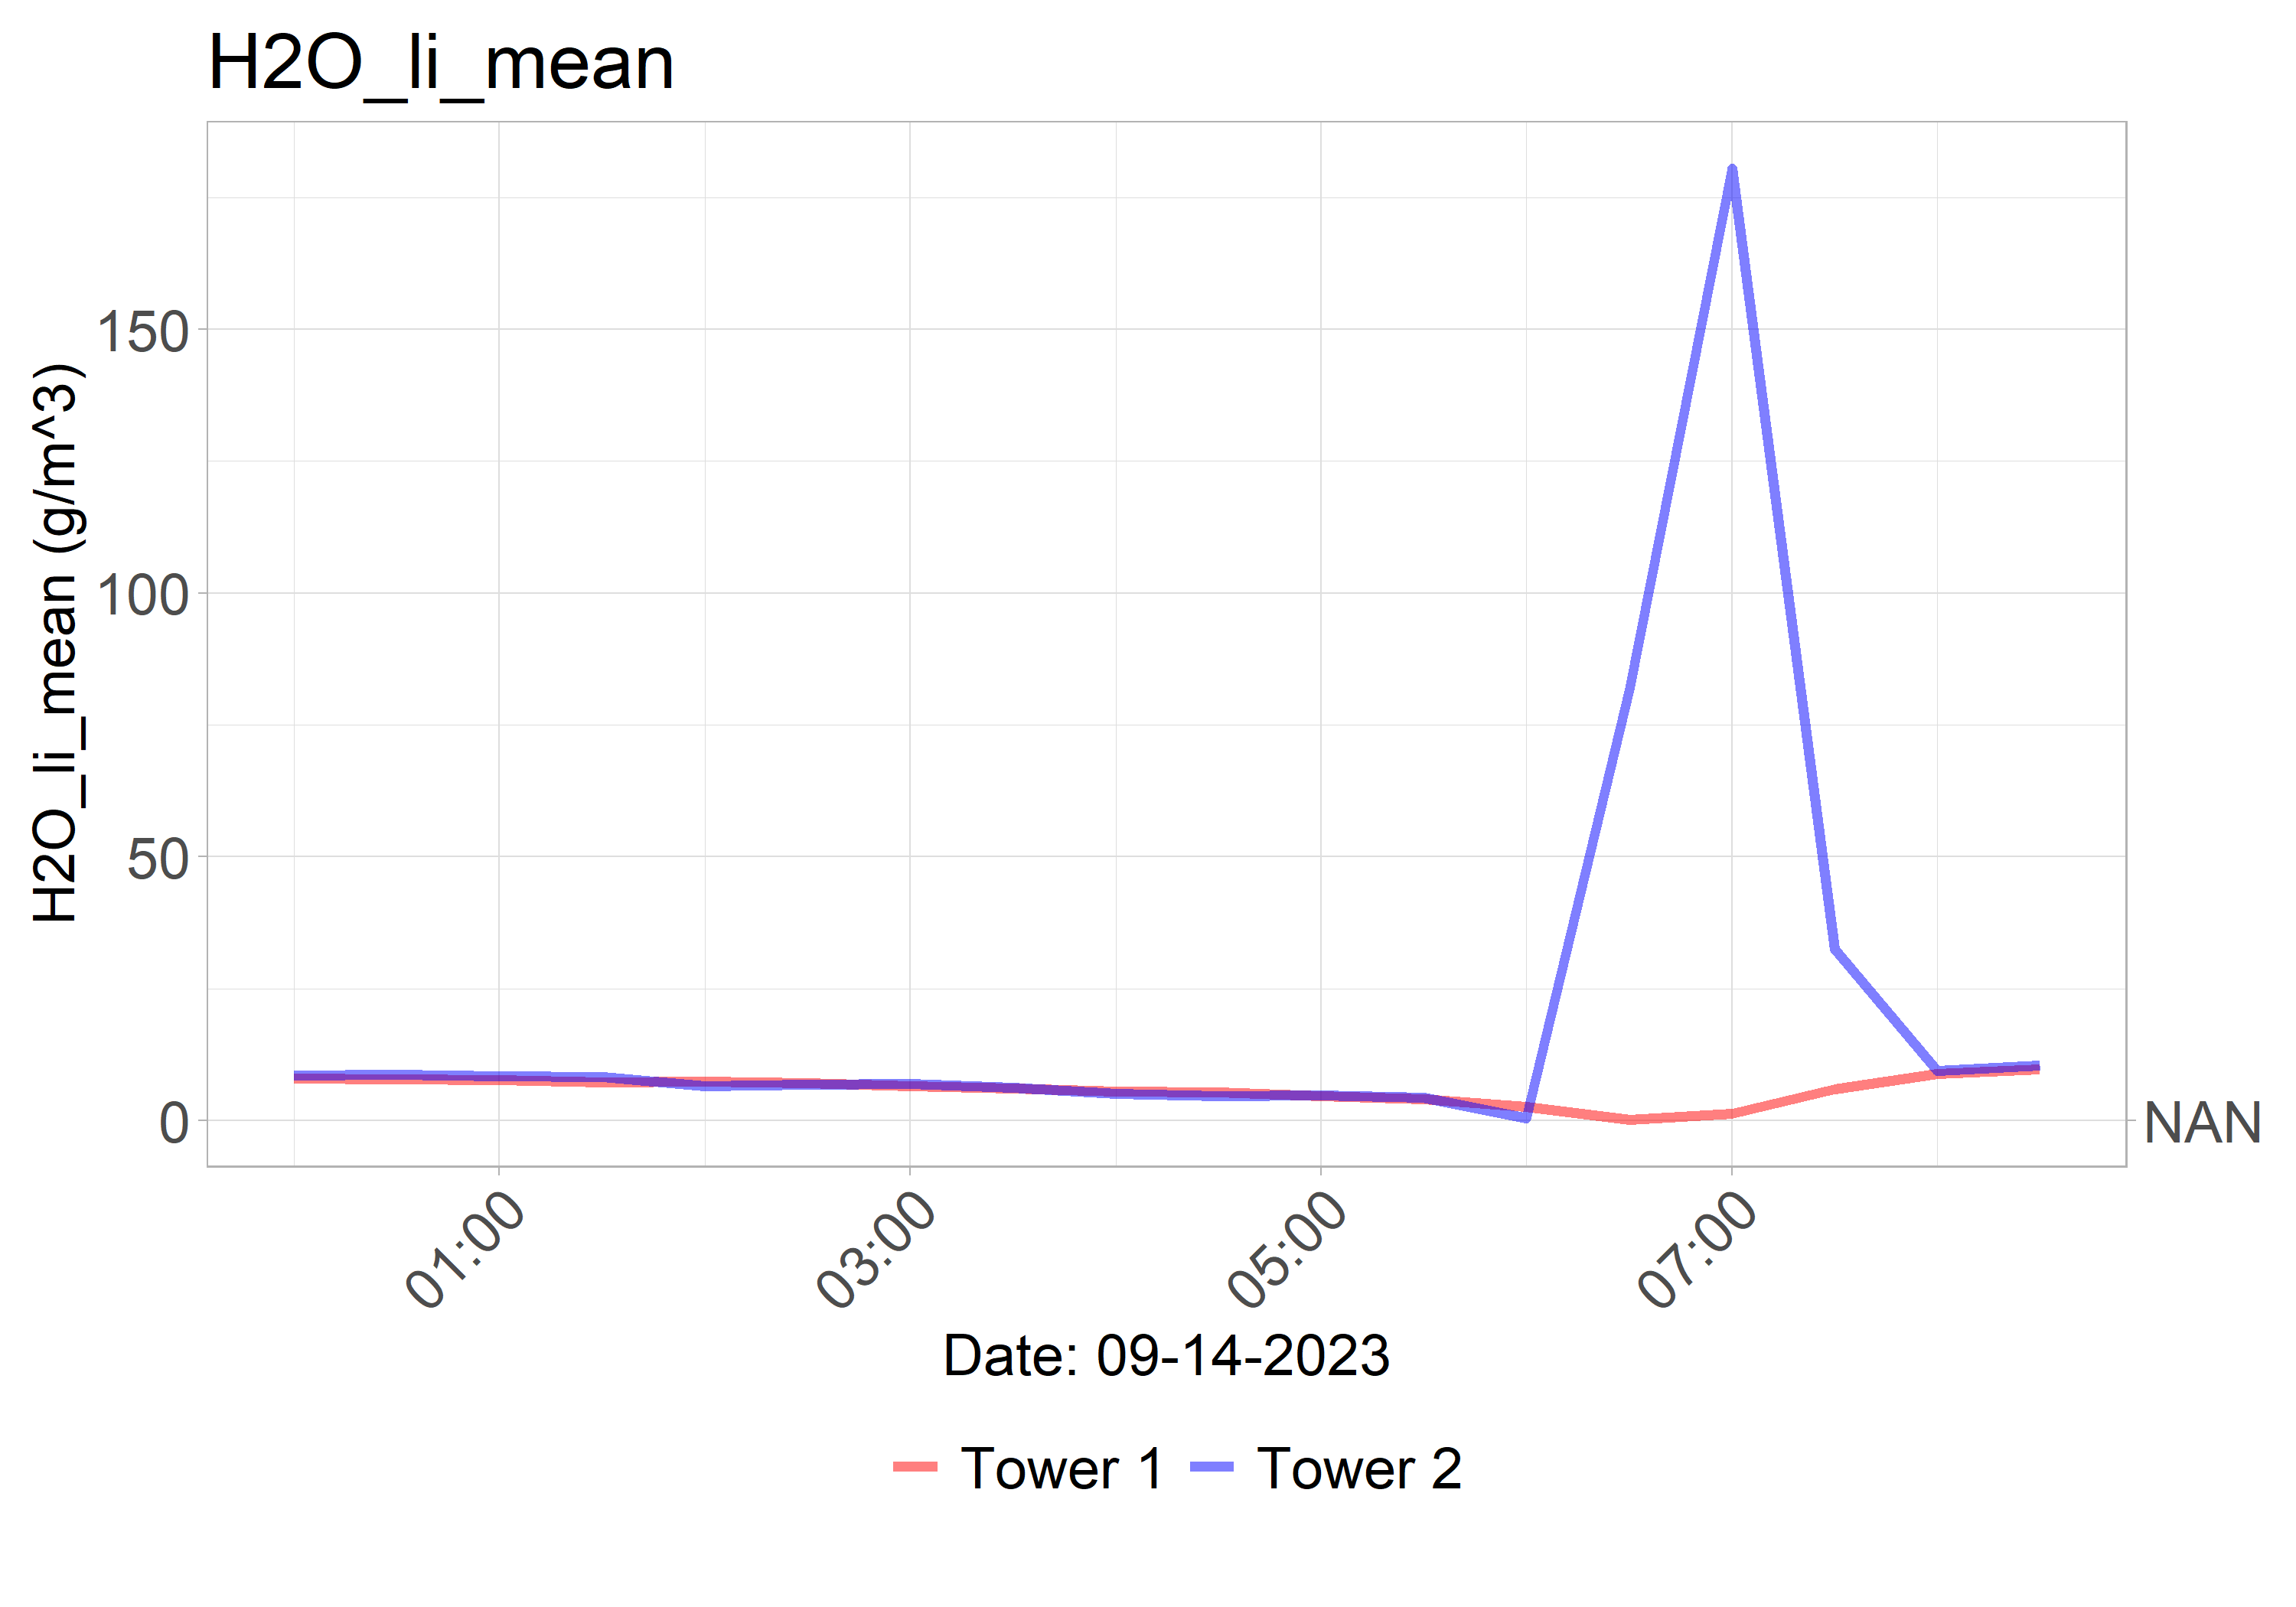 H2O_li_mean
H2O_li_mean (g/m^3)
150
100
50
0
NAN
01:00
03:00
05:00
07:00
Date: 09-14-2023
Tower 1
Tower 2